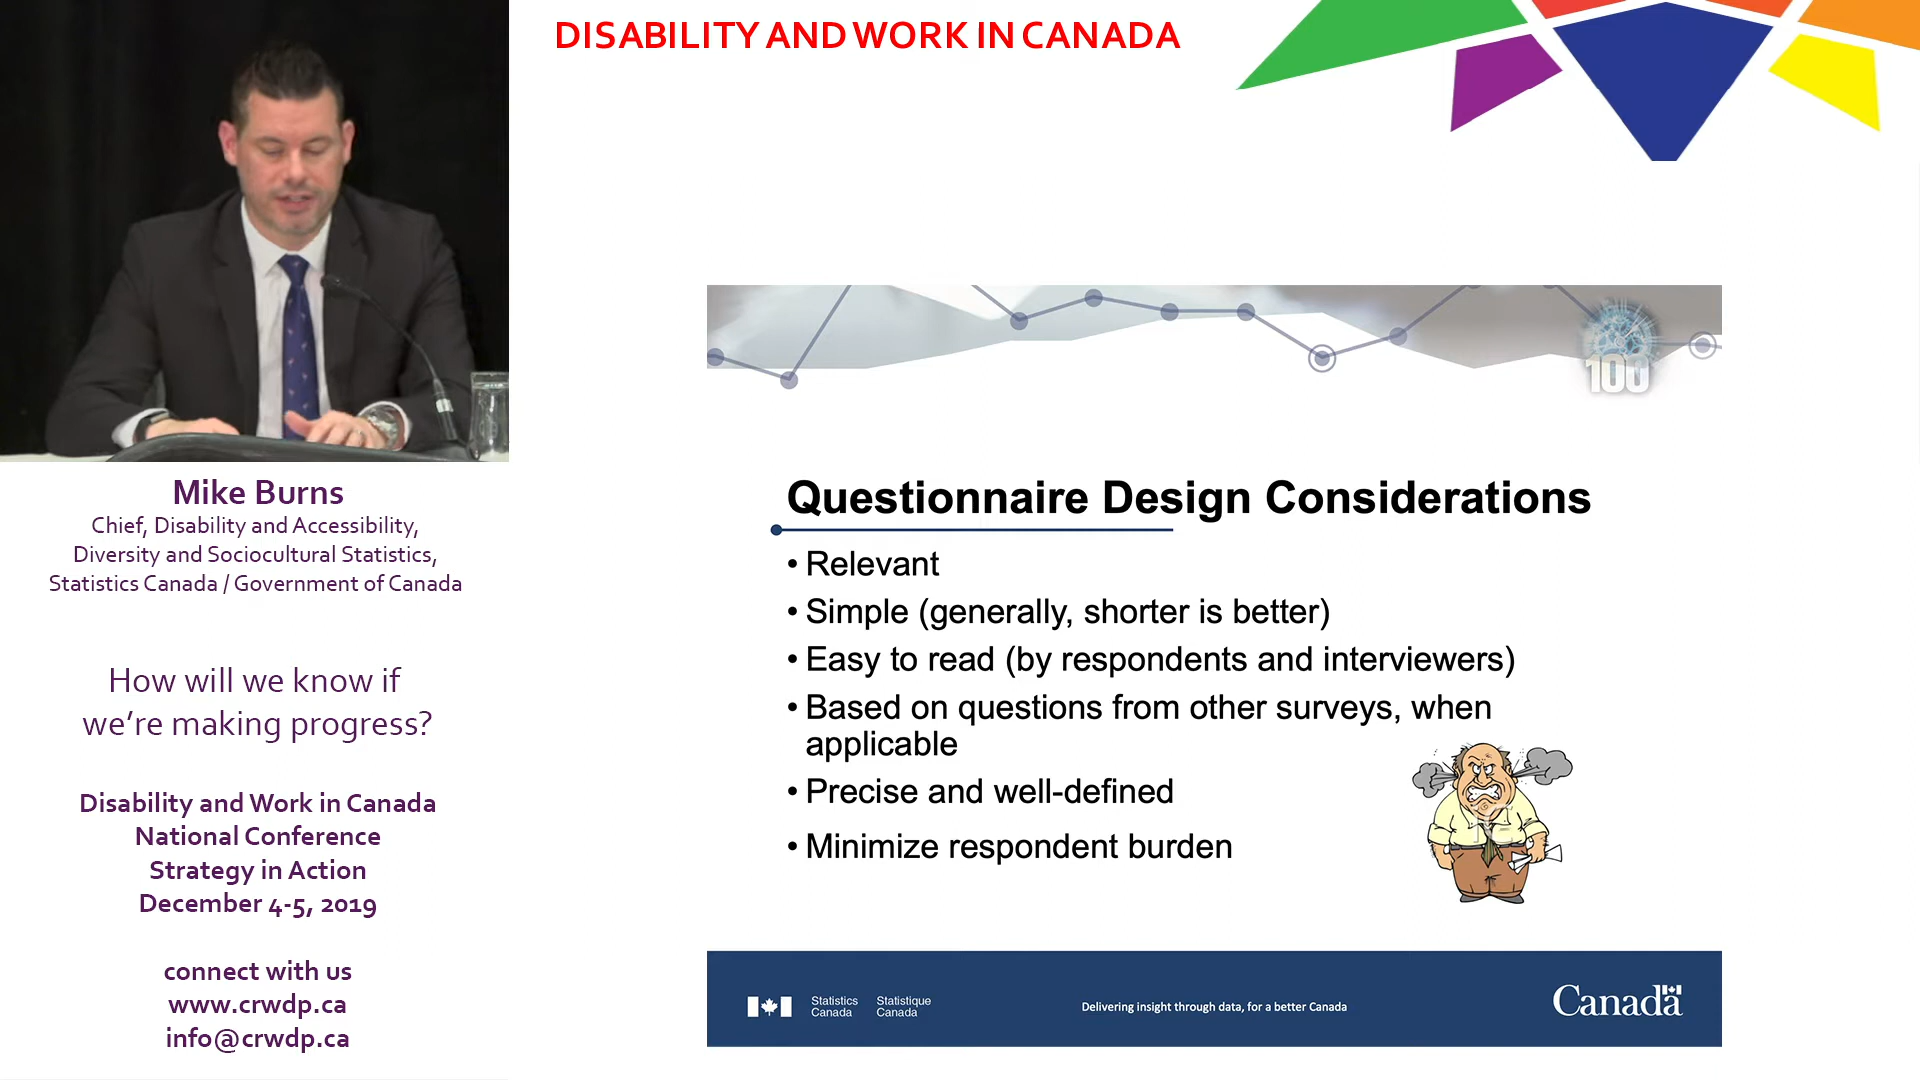 DISABILITY AND WORK IN CANADA
100
Mike Burns
Chief, Disability and Accessibility,
Diversity and Sociocultural Statistics,
Statistics Canada / Government of Canada
How will we know if
we're making progress?
Disability and Work in Canada
National Conference
Strategy in Action
December 4-5, 2019
connect with us
www.crwdp.ca
info@crwdp.ca
Questionnaire Design Considerations
• Relevant
• Simple (generally, shorter is better)
• Easy to read (by respondents and interviewers)
• Based on questions from other surveys, when
applicable
• Precise and well-defined
• Minimize respondent burden
Statistics Canada
Statistique Canada
Delivering insight through data, for a better Canada
Canada